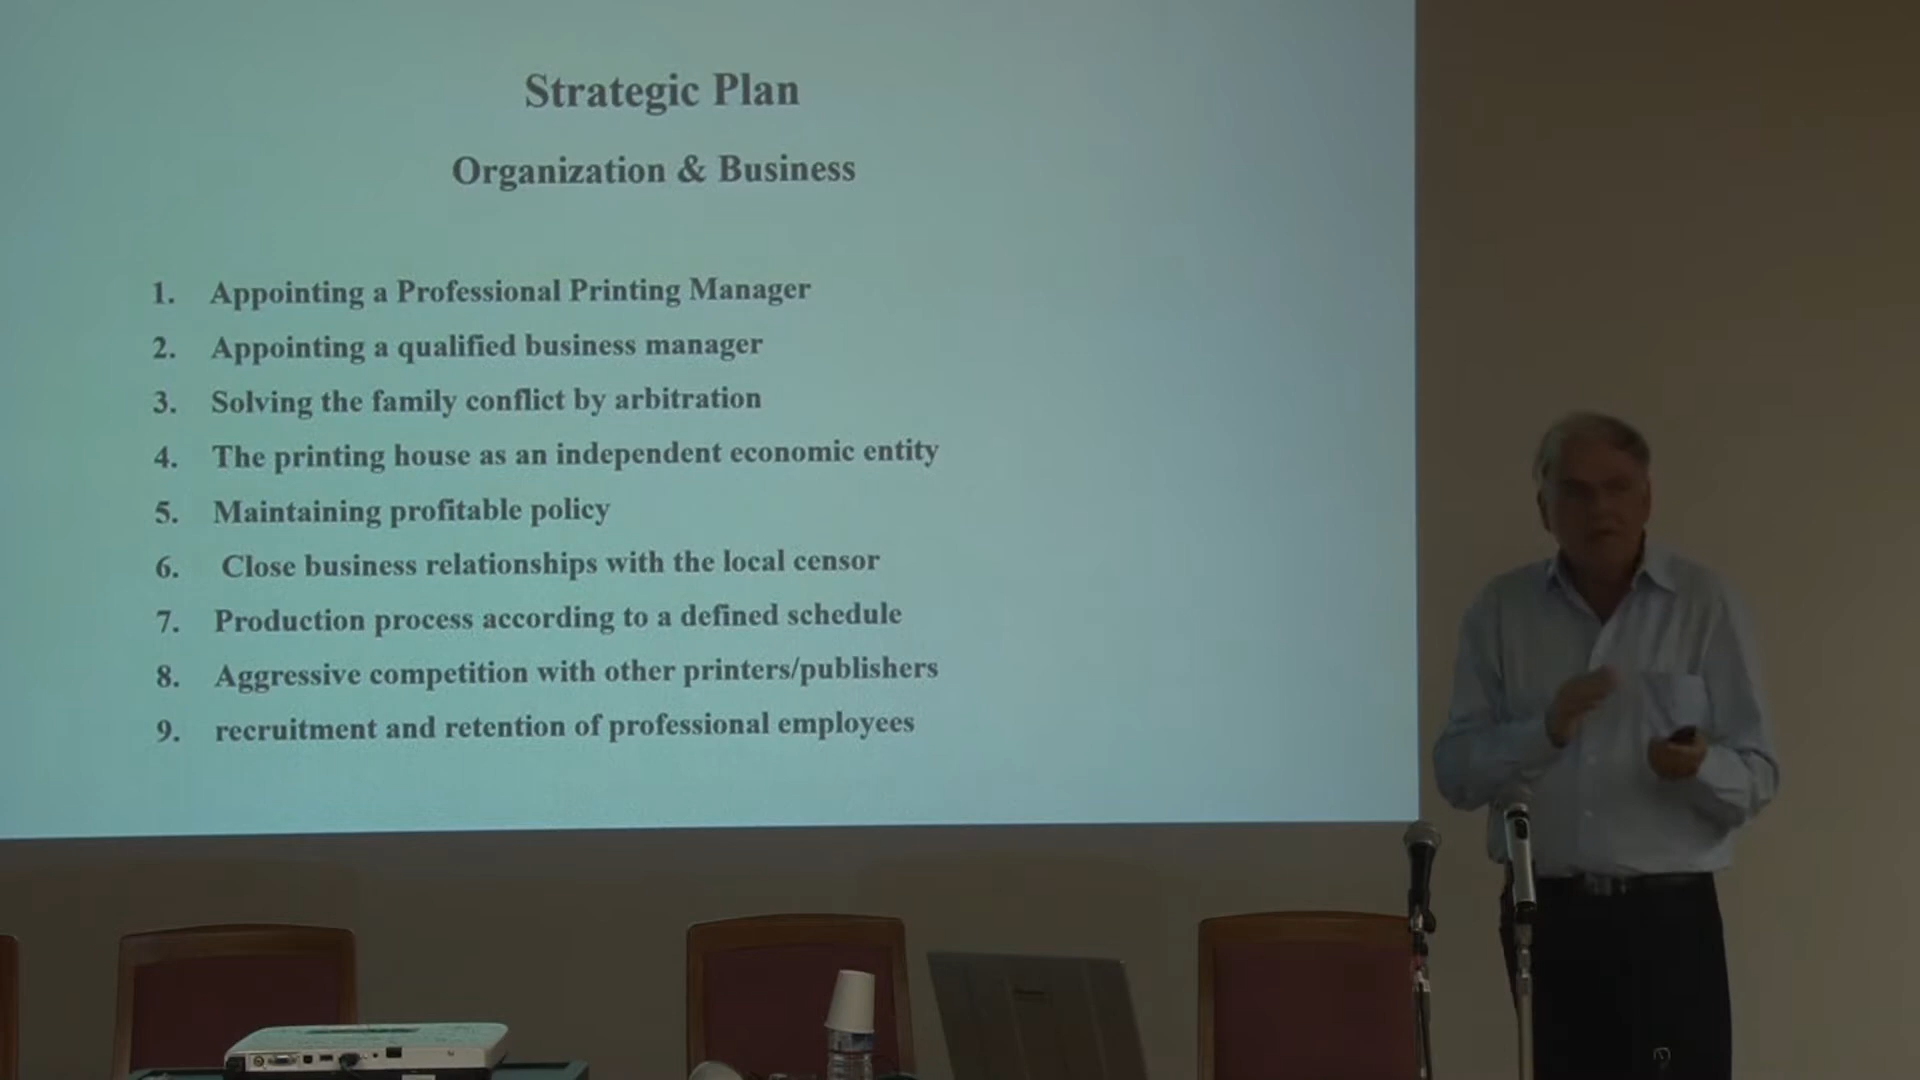 Strategic Plan
Organization & Business
1. Appointing a Professional Printing Manager
2. Appointing a qualified business manager
3. Solving the family conflict by arbitration
4. The printing house as an independent economic entity
5. Maintaining profitable policy
6. Close business relationships with the local censor
7. Production process according to a defined schedule
8. Aggressive competition with other printers/publishers
9. recruitment and retention of professional employees